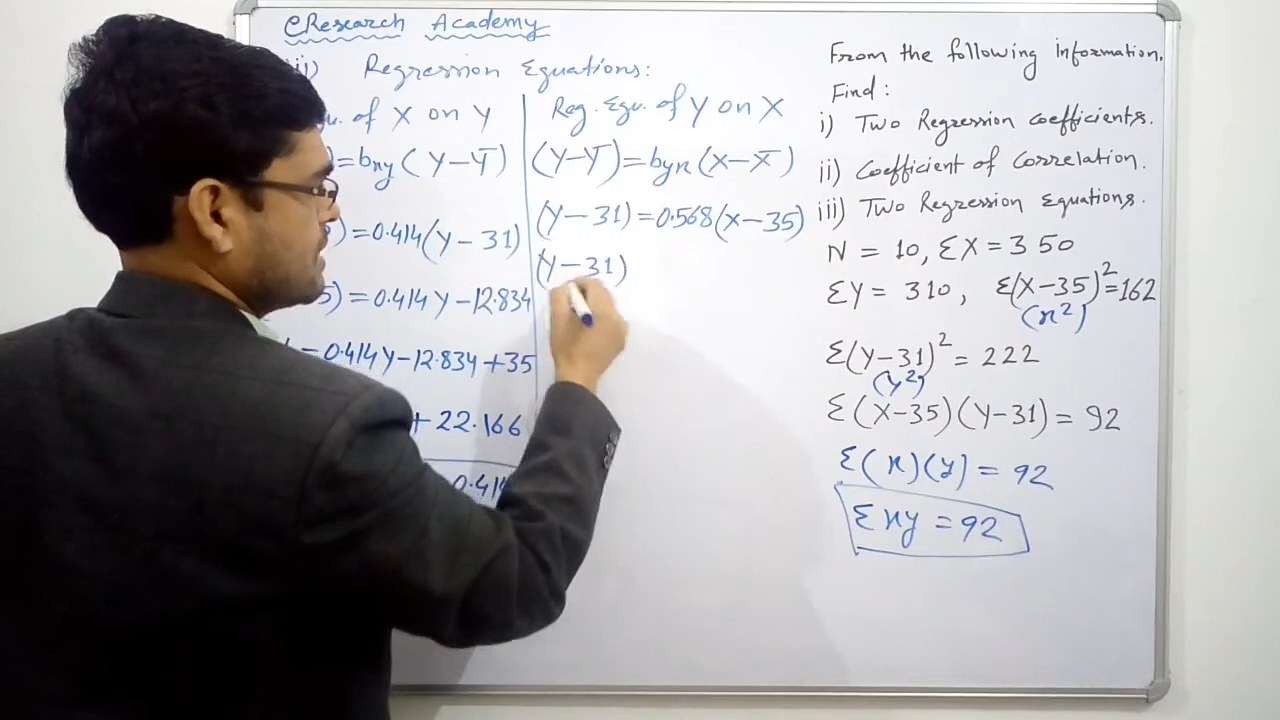 eResearch Academy
Regression Equations:
of X on Y
= bxy (Y-Ȳ)
) = 0.414(Y-31)
5) = 0.414Y-12.834
= 0.414Y-12.834+35
+ 22.166
0.41
Reg. Equ. of Y on X
(Y-Ȳ) = byx (X-X̄)
(Y-31) = 0.568(X-35)
(Y-31)
From the following information.
Find :
i) Two Regression coefficients.
ii) Coefficient of Correlation.
iii) Two Regression Equations.
N = 10, ΣX = 350
ΣY = 310, Σ(X-35)² = 162
(x²)
Σ(Y-31)² = 222
(y²)
Σ(X-35)(Y-31) = 92
Σ(x)(y) = 92
Σxy = 92